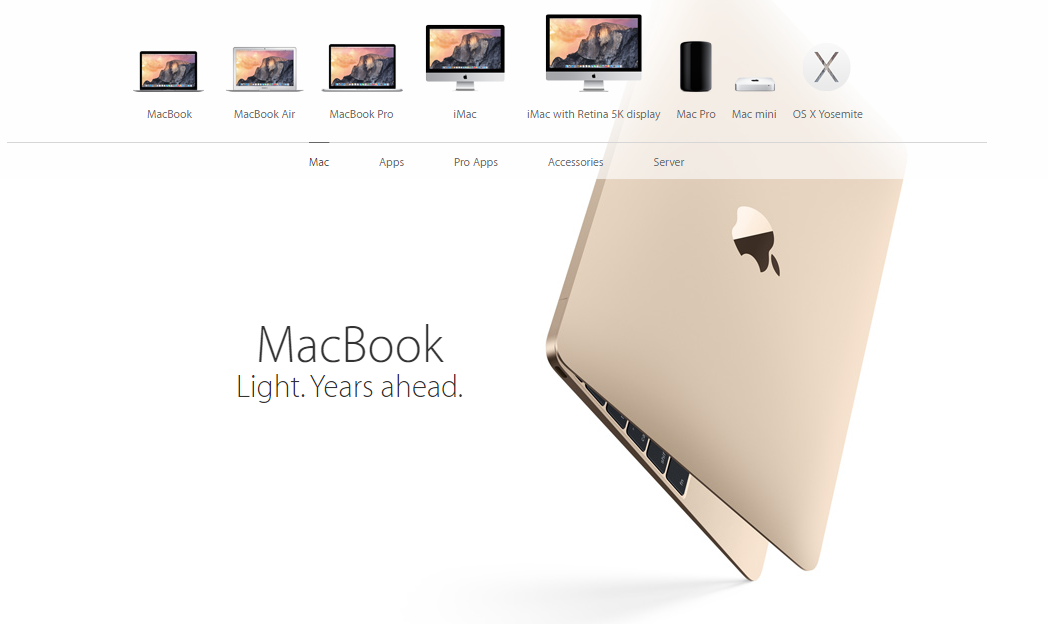 MacBook MacBook Air MacBook Pro iMac iMac with Retina 5K display Mac Pro Mac mini OS X Yosemite
Mac Apps Pro Apps Accessories Server
MacBook
Light. Years ahead.